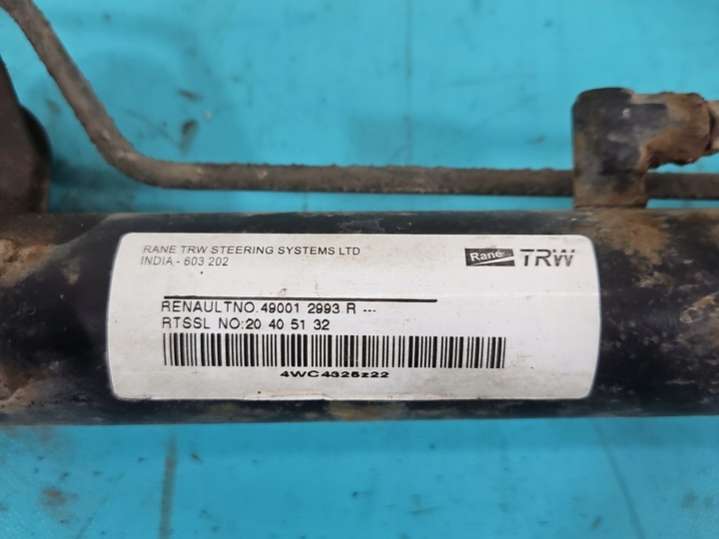 RANE TRW STEERING SYSTEMS LTD
INDIA - 603 202
Rane TRW
RENAULTNO.49001 2993 R ---
RTSSL NO:20 40 51 32
4WC4325z22